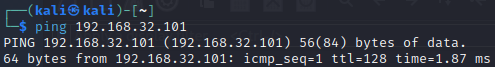 ┌──(kali㉿kali)-[~]
└─$ ping 192.168.32.101
PING 192.168.32.101 (192.168.32.101) 56(84) bytes of data.
64 bytes from 192.168.32.101: icmp_seq=1 ttl=128 time=1.87 ms